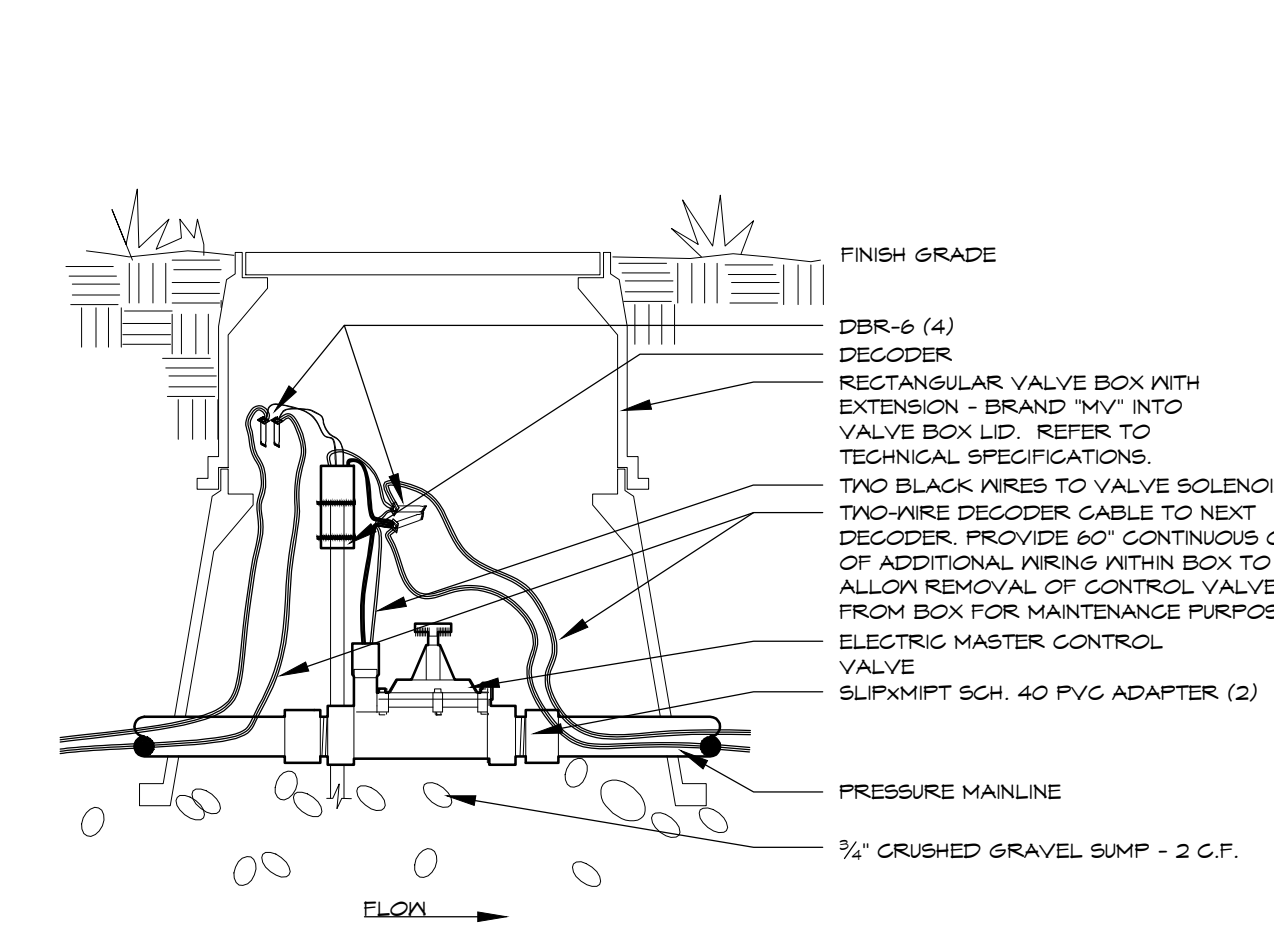 FINISH GRADE
DBR-6 (4)
DECODER
RECTANGULAR VALVE BOX WITH
EXTENSION - BRAND "MV" INTO
VALVE BOX LID. REFER TO
TECHNICAL SPECIFICATIONS.
TWO BLACK WIRES TO VALVE SOLENOI
TWO-WIRE DECODER CABLE TO NEXT
DECODER. PROVIDE 60" CONTINUOUS
OF ADDITIONAL WIRING WITHIN BOX TO
ALLOW REMOVAL OF CONTROL VALVE
FROM BOX FOR MAINTENANCE PURPOS
ELECTRIC MASTER CONTROL
VALVE
SLIPxMIPT SCH. 40 PVC ADAPTER (2)
PRESSURE MAINLINE
¾" CRUSHED GRAVEL SUMP - 2 C.F.
FLOW